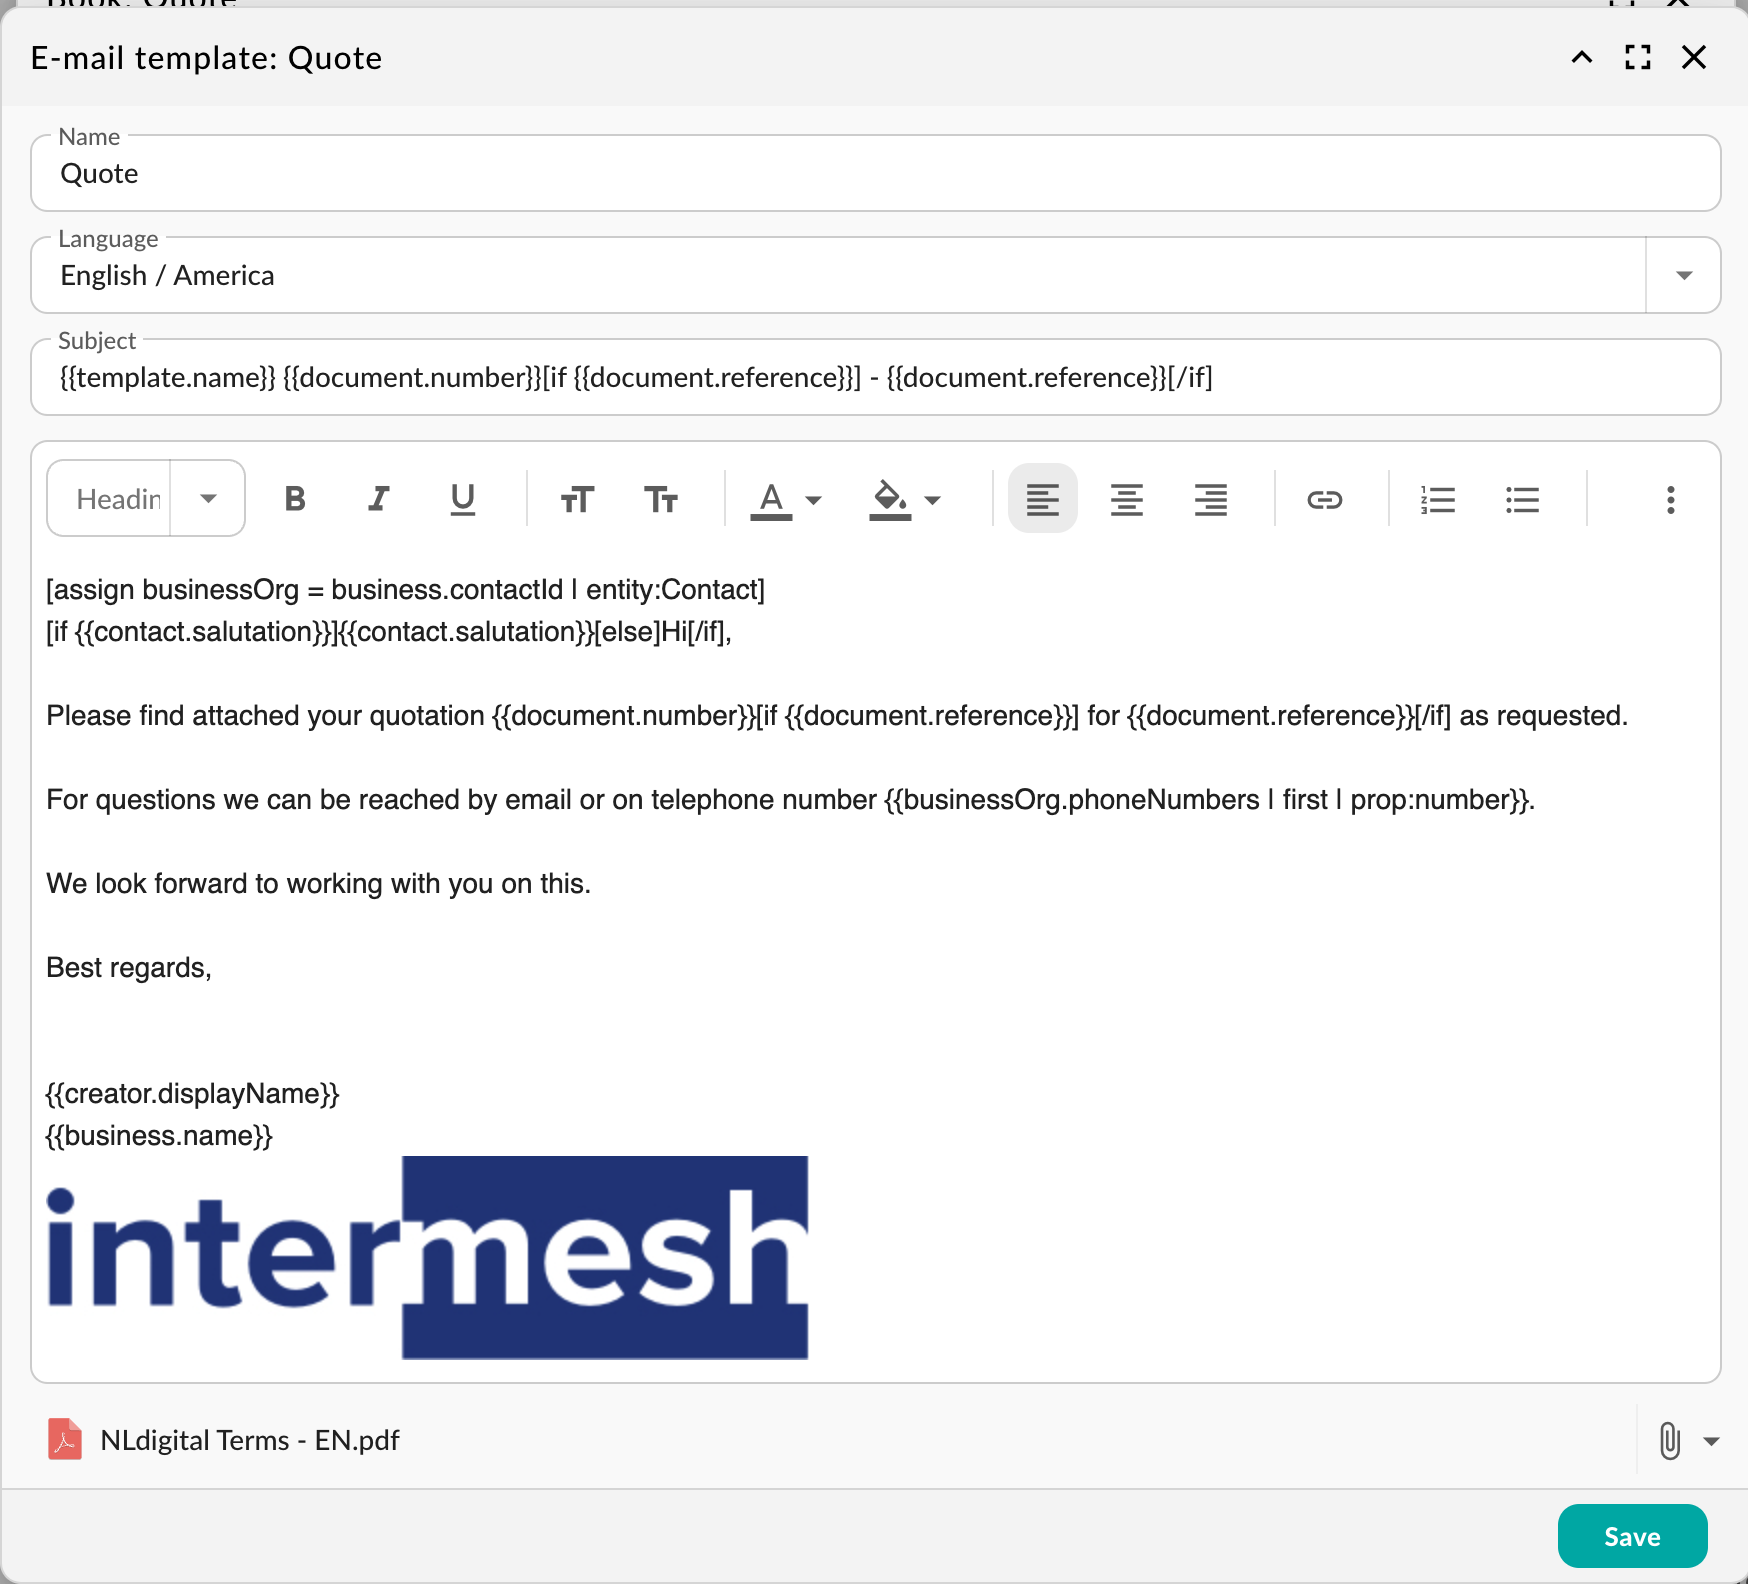 Book: Quote
E-mail template: Quote
Name
Quote
Language
English / America
Subject
{{template.name}} {{document.number}}[if {{document.reference}}] - {{document.reference}}[/if]
Headin
B I U TT Tr A
[assign businessOrg = business.contactId | entity:Contact]
[if {{contact.salutation}}]{{contact.salutation}}[else]Hi[/if],
Please find attached your quotation {{document.number}}[if {{document.reference}}] for {{document.reference}}[/if] as requested.
For questions we can be reached by email or on telephone number {{businessOrg.phoneNumbers | first | prop:number}}.
We look forward to working with you on this.
Best regards,
{{creator.displayName}}
{{business.name}}
intermesh
NLdigital Terms - EN.pdf
Save